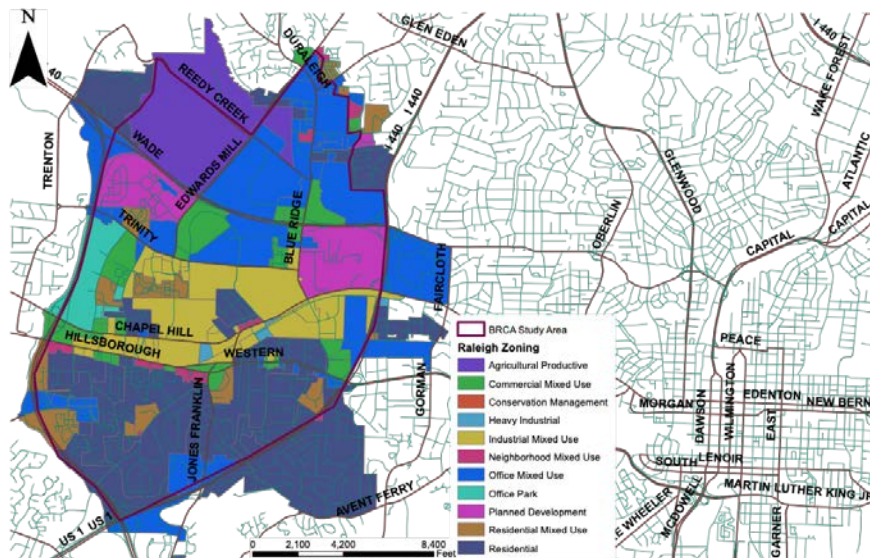 N
I 440
GLEN EDEN
DURALEIGH
WAKE FOREST
REEDY CREEK
40
I 440
I 440
WADE
TRENTON
EDWARDS MILL
GLENWOOD
ATLANTIC
TRINITY
BLUE RIDGE
OBERLIN
CAPITAL
CAPITAL
FAIRCLOTH
CHAPEL HILL
HILLSBOROUGH
WESTERN
PEACE
JONES FRANKLIN
GORMAN
MORGAN
DAWSON
WILMINGTON
EDENTON
EAST
NEW BERN
SOUTH
LENOIR
MARTIN LUTHER KING JR
AVENT FERRY
E WHEELER
MCDOWELL
GARNER
US 1 US 1
BRCA Study Area
Raleigh Zoning
Agricultural Productive
Commercial Mixed Use
Conservation Management
Heavy Industrial
Industrial Mixed Use
Neighborhood Mixed Use
Office Mixed Use
Office Park
Planned Development
Residential Mixed Use
Residential
0 2,100 4,200 8,400
Feet